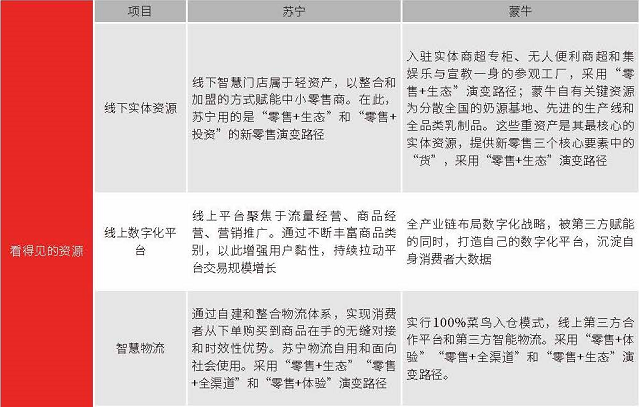 项目
苏宁
蒙牛
看得见的资源
线下实体资源
线下智慧门店属于轻资产，以整合和
加盟的方式赋能中小零售商。在此，
苏宁用的是“零售+生态”和“零售+
投资”的新零售演变路径
入驻实体商超专柜、无人便利商超和集
娱乐与宣教一身的参观工厂，采用“零
售+生态”演变路径；蒙牛自有关键资源
为分散全国的奶源基地、先进的生产线和
全品类乳制品。这些重资产是其最核心的
实体资源，提供新零售三个核心要素中的
“货”，采用“零售+生态”演变路径
线上数字化平
台
线上平台聚焦于流量经营、商品经
营、营销推广。通过不断丰富商品类
别，以此增强用户黏性，持续拉动平
台交易规模增长
全产业链布局数字化战略，被第三方赋能
的同时，打造自己的数字化平台，沉淀自
身消费者大数据
智慧物流
通过自建和整合物流体系，实现消费
者从下单购买到商品在手的无缝对接
和时效性优势。苏宁物流自用和面向
社会使用。采用“零售+生态”“零售
+全渠道”和“零售+体验”演变路径
实行100%菜鸟入仓模式，线上第三方合
作平台和第三方智能物流。采用“零售+体
验”“零售+全渠道”和“零售+生态”演
变路径。